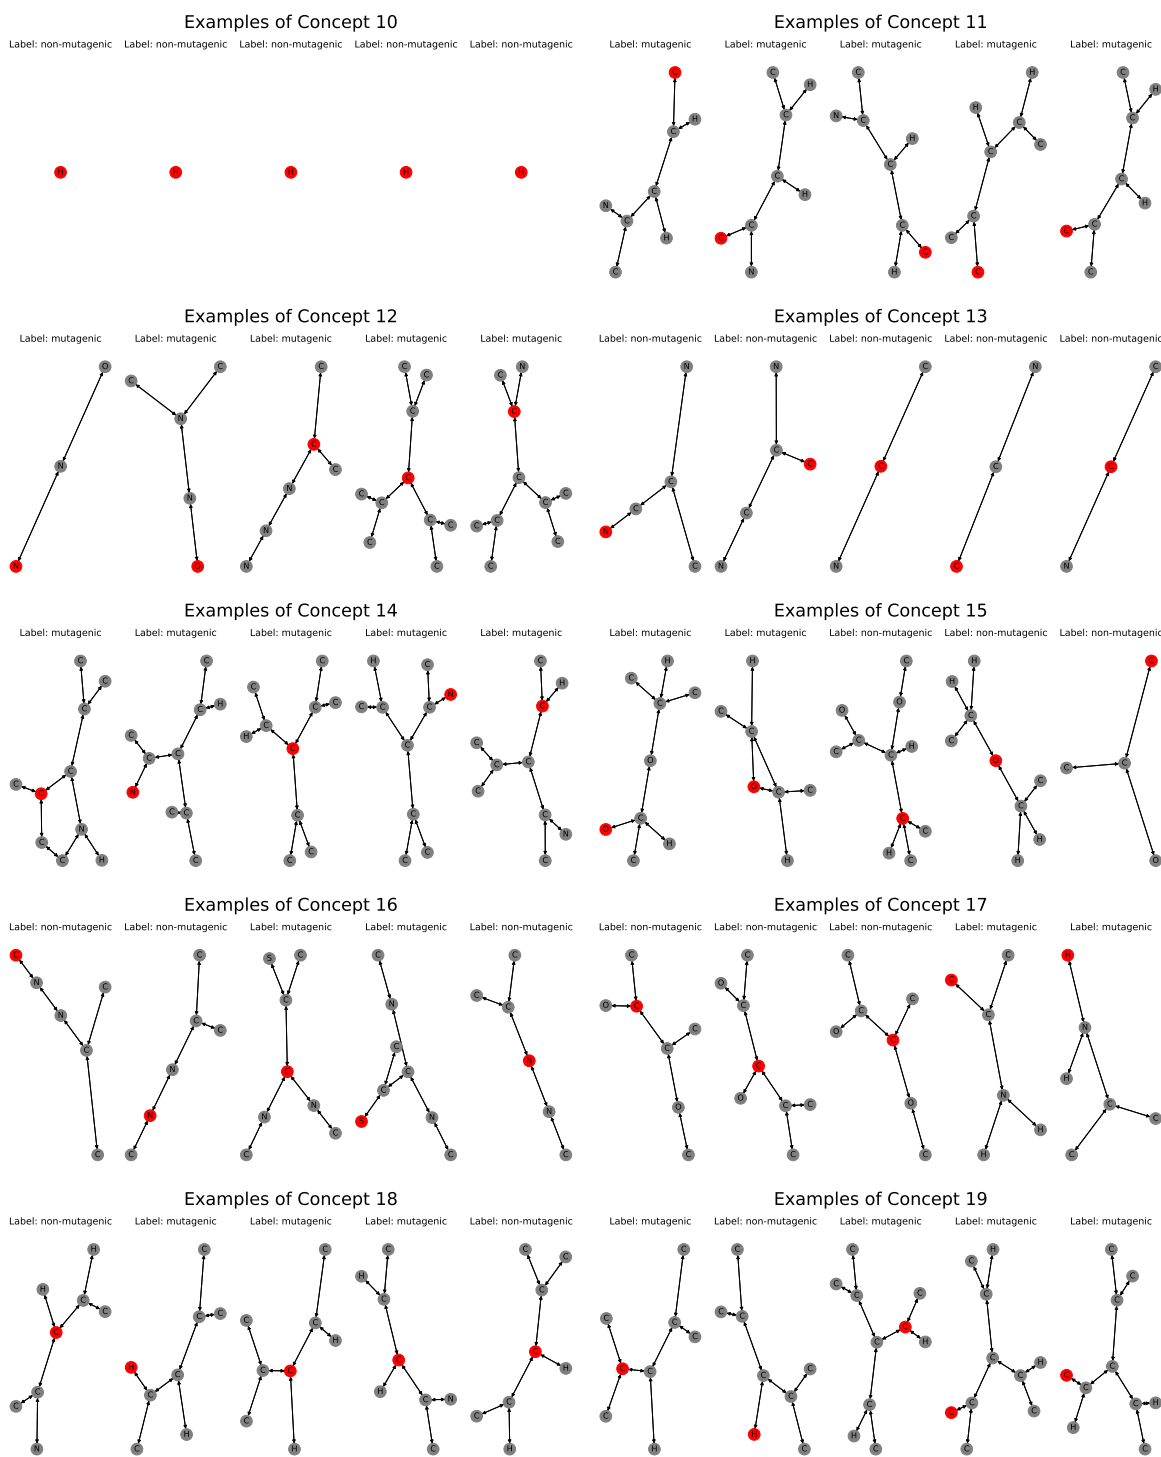 Examples of Concept 10
Label: non-mutagenic Label: non-mutagenic Label: non-mutagenic Label: non-mutagenic Label: non-mutagenic
H H H H H
Examples of Concept 11
Label: mutagenic Label: mutagenic Label: mutagenic Label: mutagenic Label: mutagenic
C C H N C C H C
C C H H N C
C H C C H C
N C C H C H C H C
C C N C C H C C C H
Examples of Concept 12
Label: mutagenic Label: mutagenic Label: mutagenic Label: mutagenic Label: mutagenic
O N N
C C N N O
C C C N N N
C C C C C C C C C C
C N C C C C C C C C
Examples of Concept 13
Label: non-mutagenic Label: non-mutagenic Label: non-mutagenic Label: non-mutagenic Label: non-mutagenic
N C C N C
N C C C N
C C N
N C C
C C N
Examples of Concept 14
Label: mutagenic Label: mutagenic Label: mutagenic Label: mutagenic Label: mutagenic
C C C C C C N C C H
C C H C C C N C C C
C C C C C H C C C C
H C N C C C C C C C
C H C C C C C C N C
Examples of Concept 15
Label: mutagenic Label: mutagenic Label: non-mutagenic Label: non-mutagenic Label: non-mutagenic
H C C C O O C H C
H C C O C C H
C O O C C C H C C H C
H H C C O C C H H
C C C O
Examples of Concept 16
Label: non-mutagenic Label: non-mutagenic Label: mutagenic Label: mutagenic Label: non-mutagenic
C N C N C C
C C C N N C
S C C C N N C C
C N C C C S N C
C C C N N C
Examples of Concept 17
Label: non-mutagenic Label: non-mutagenic Label: non-mutagenic Label: non-mutagenic Label: mutagenic
C O C C C O C
C O C C O C C C
C C O C C O C
C C C N H H
H N H C C C
Examples of Concept 18
Label: non-mutagenic Label: mutagenic Label: mutagenic Label: mutagenic Label: non-mutagenic
H H C C C C C N
C C C H C C H C
C C C H C C C H
C H C C H C N C
C C C C H C C H
Examples of Concept 19
Label: mutagenic Label: non-mutagenic Label: mutagenic Label: mutagenic Label: mutagenic
C C C C C C C H
C C C C C C H C
C C C C C C H H C C
H C C C C C H C C C
C C C C C C H H C C